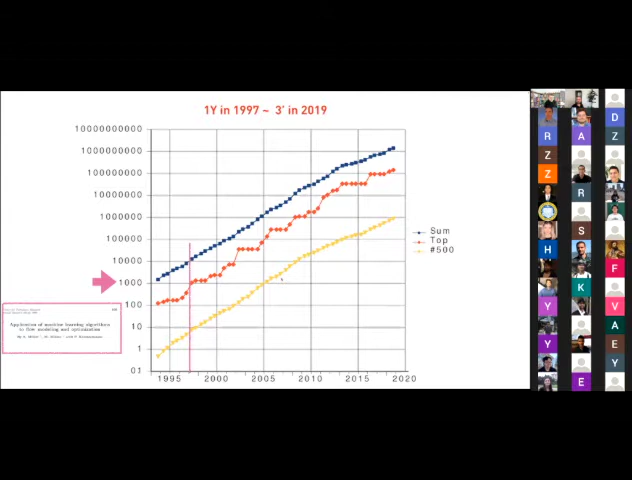 1Y in 1997 ~ 3' in 2019
10000000000
1000000000
100000000
10000000
1000000
100000
10000
1000
100
10
1
0.1
1995
2000
2005
2010
2015
2020
Sum
Top
#500
Application of machine learning algorithms
to flow modeling and optimization
D
R
A
Z
Z
Z
R
S
H
F
K
Y
V
A
Y
E
Y
E